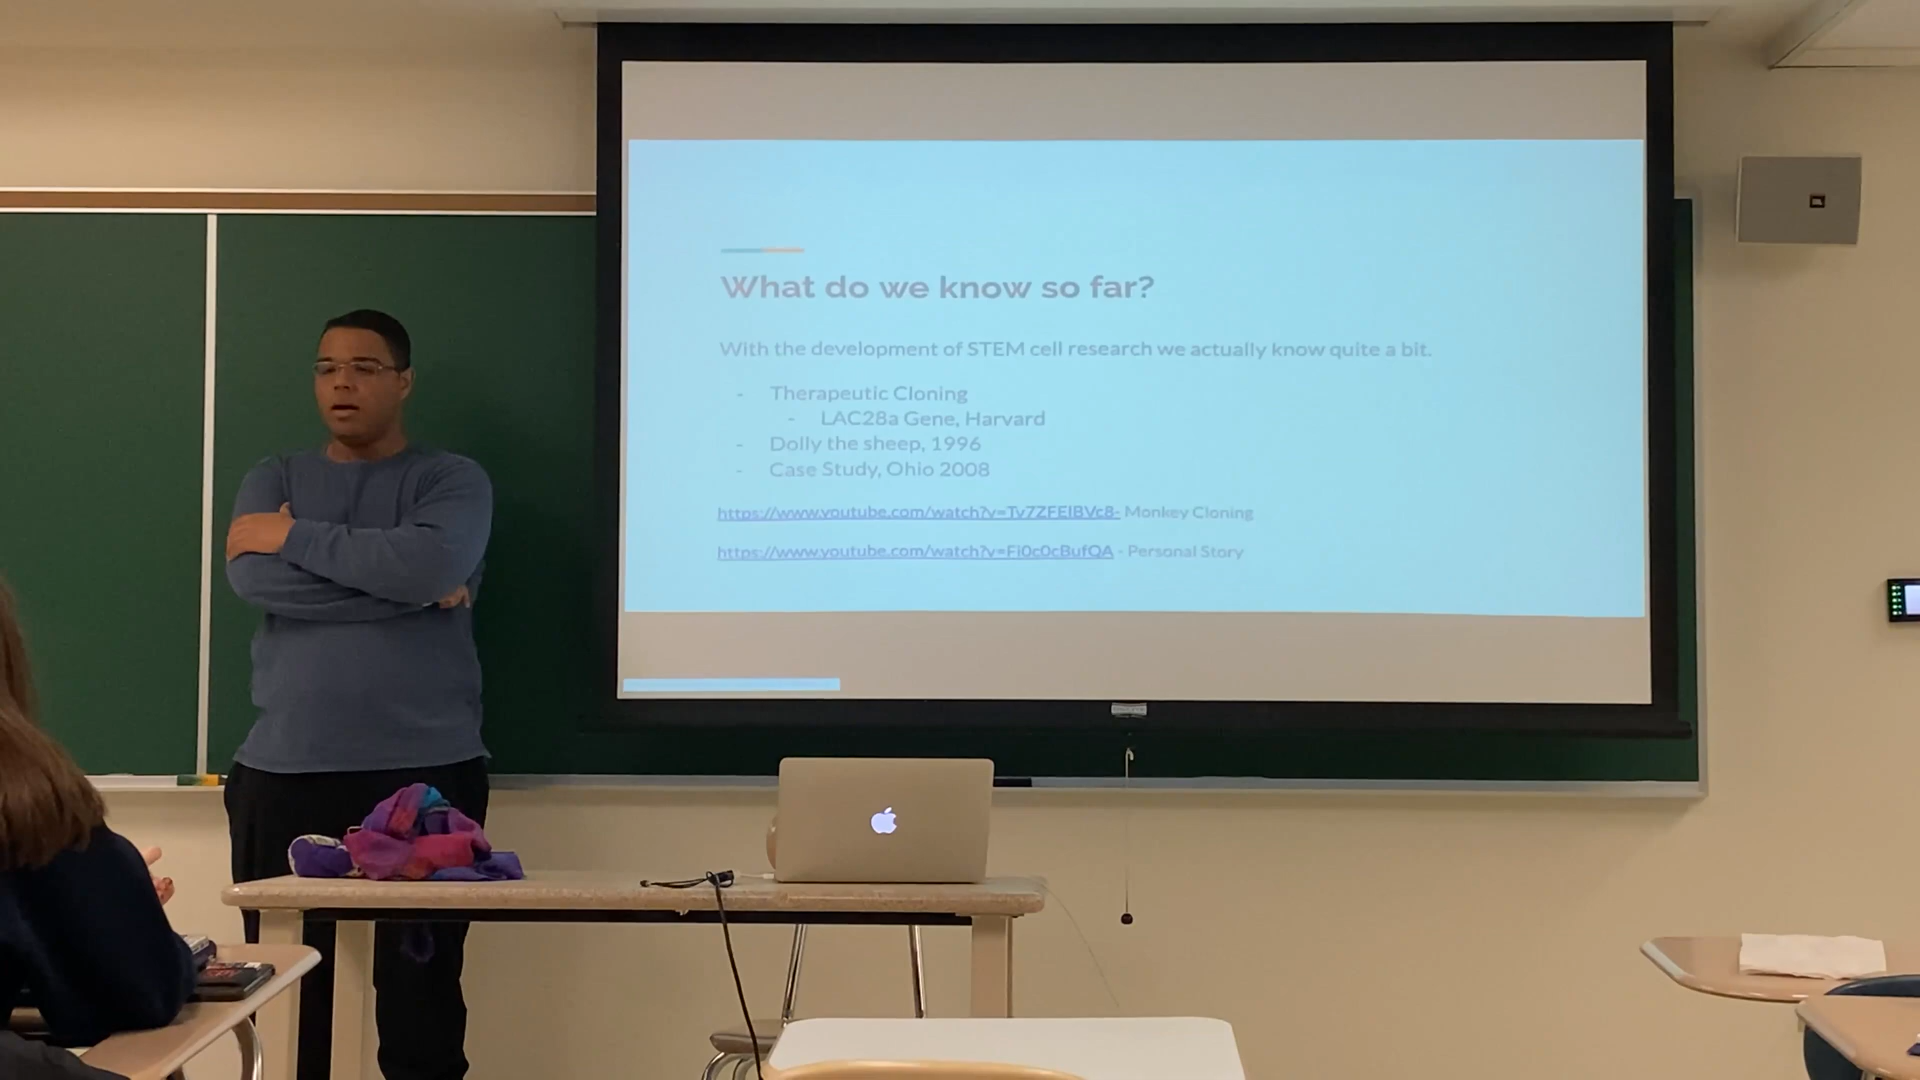 What do we know so far?
With the development of STEM cell research we actually know quite a bit.
- Therapeutic Cloning
- LAC28a Gene, Harvard
- Dolly the sheep, 1996
- Case Study, Ohio 2008
https://www.youtube.com/watch?v=Tv7ZFEIBVc8- Monkey Cloning
https://www.youtube.com/watch?v=Fi0c0cBufQA - Personal Story